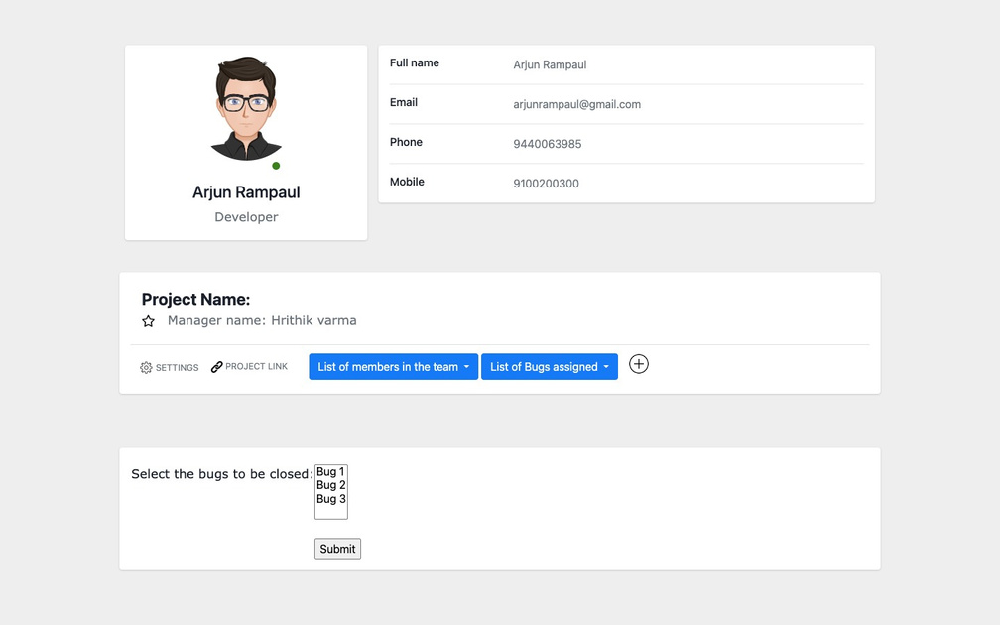 Arjun Rampaul
Developer
Full name Arjun Rampaul
Email arjunrampaul@gmail.com
Phone 9440063985
Mobile 9100200300
Project Name:
Manager name: Hrithik varma
SETTINGS PROJECT LINK List of members in the team List of Bugs assigned
Select the bugs to be closed: Bug 1
Bug 2
Bug 3
Submit